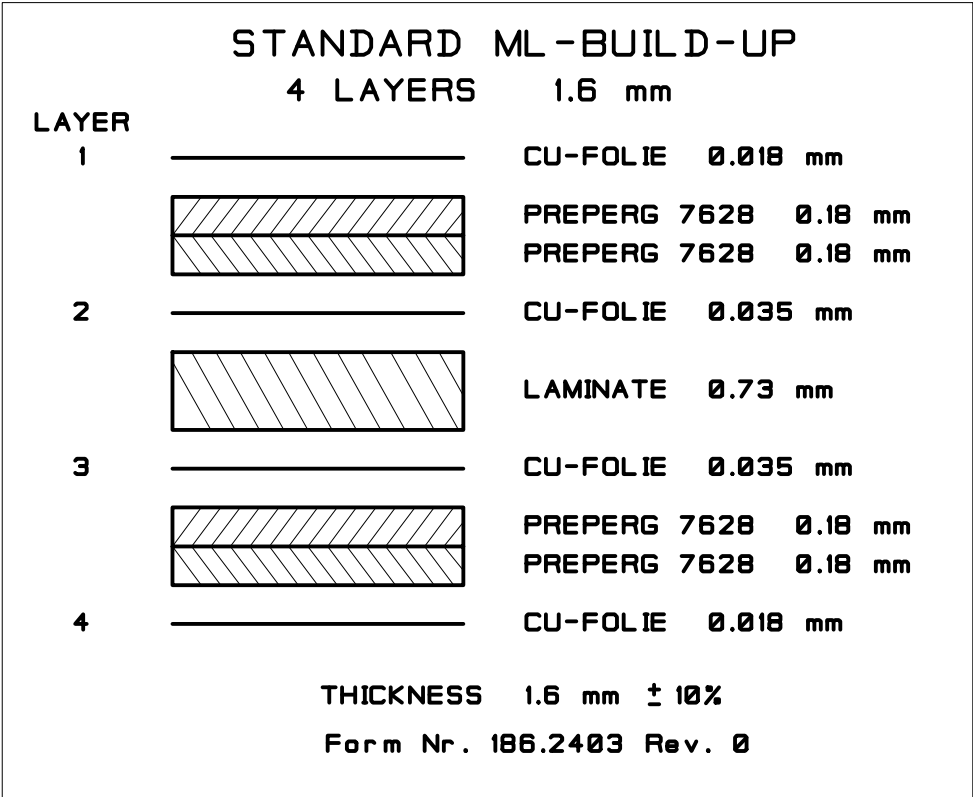 STANDARD ML-BUILD-UP
4 LAYERS 1.6 mm
LAYER
1 CU-FOLIE 0.018 mm
PREPERG 7628 0.18 mm
PREPERG 7628 0.18 mm
2 CU-FOLIE 0.035 mm
LAMINATE 0.73 mm
3 CU-FOLIE 0.035 mm
PREPERG 7628 0.18 mm
PREPERG 7628 0.18 mm
4 CU-FOLIE 0.018 mm
THICKNESS 1.6 mm ± 10%
Form Nr. 186.2403 Rev. 0